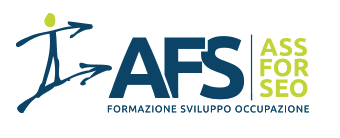 AFS
ASS
FOR
SEO
FORMAZIONE SVILUPPO OCCUPAZIONE